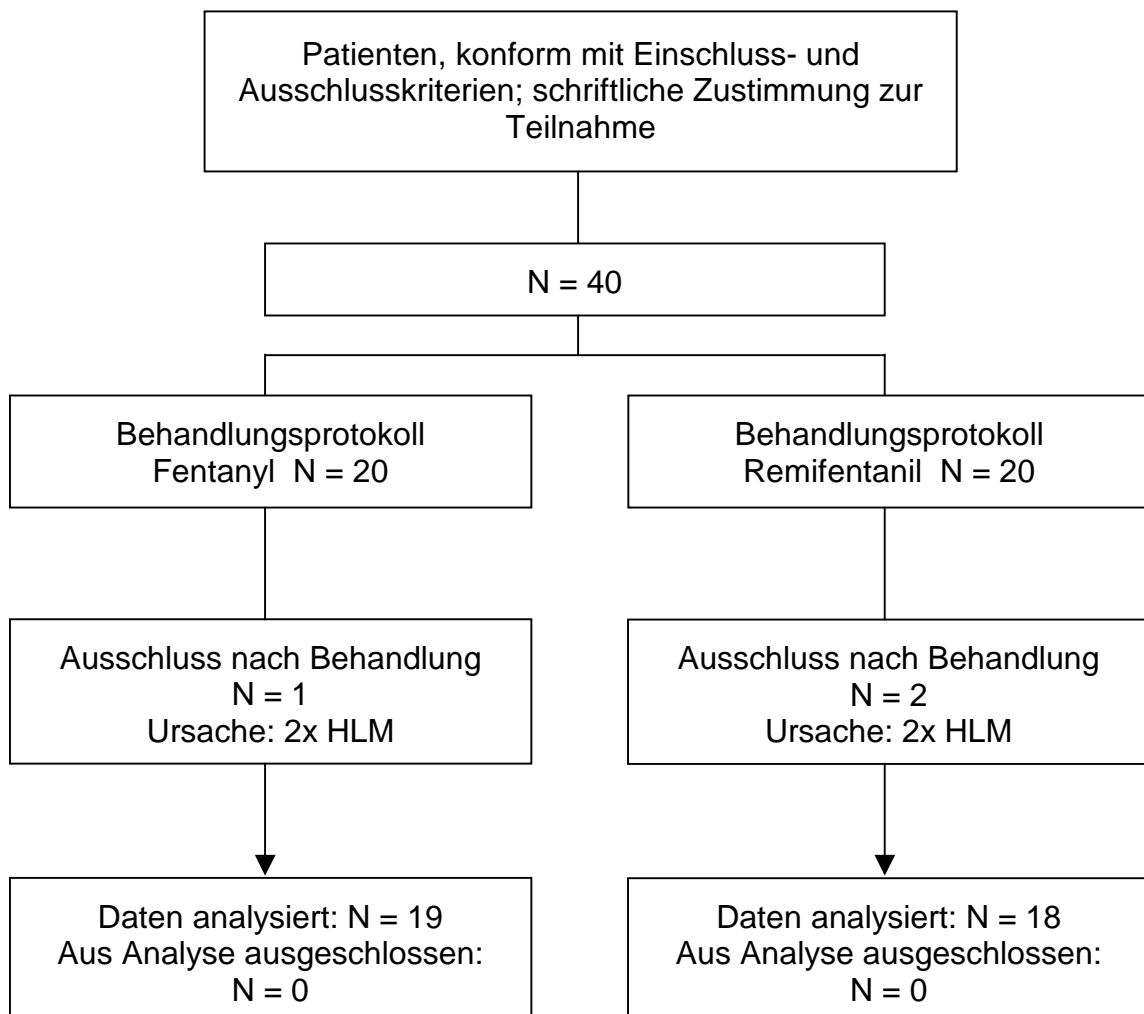 Patienten, konform mit Einschluss- und
Ausschlusskriterien; schriftliche Zustimmung zur
Teilnahme
N = 40
Behandlungsprotokoll
Fentanyl N = 20
Behandlungsprotokoll
Remifentanil N = 20
Ausschluss nach Behandlung
N = 1
Ursache: 2x HLM
Ausschluss nach Behandlung
N = 2
Ursache: 2x HLM
Daten analysiert: N = 19
Aus Analyse ausgeschlossen:
N = 0
Daten analysiert: N = 18
Aus Analyse ausgeschlossen:
N = 0